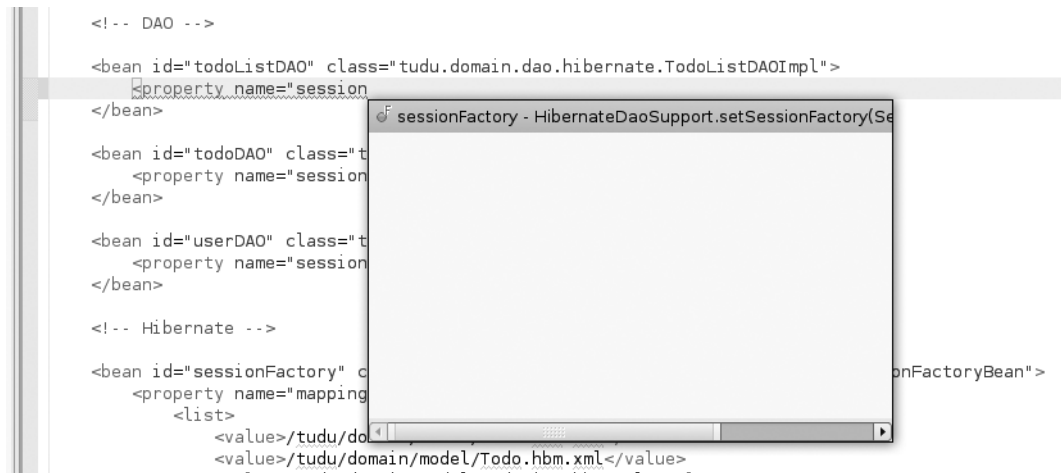 <!-- DAO -->
<bean id="todoListDAO" class="tudu.domain.dao.hibernate.TodoListDAOImpl">
<property name="session
</bean>
sessionFactory - HibernateDaoSupport.setSessionFactory(Se
<bean id="todoDAO" class="t
<property name="session
</bean>
<bean id="userDAO" class="t
<property name="session
</bean>
<!-- Hibernate -->
<bean id="sessionFactory" c onFactoryBean">
<property name="mapping
<list>
<value>/tudu/do
<value>/tudu/domain/model/Todo.hbm.xml</value>